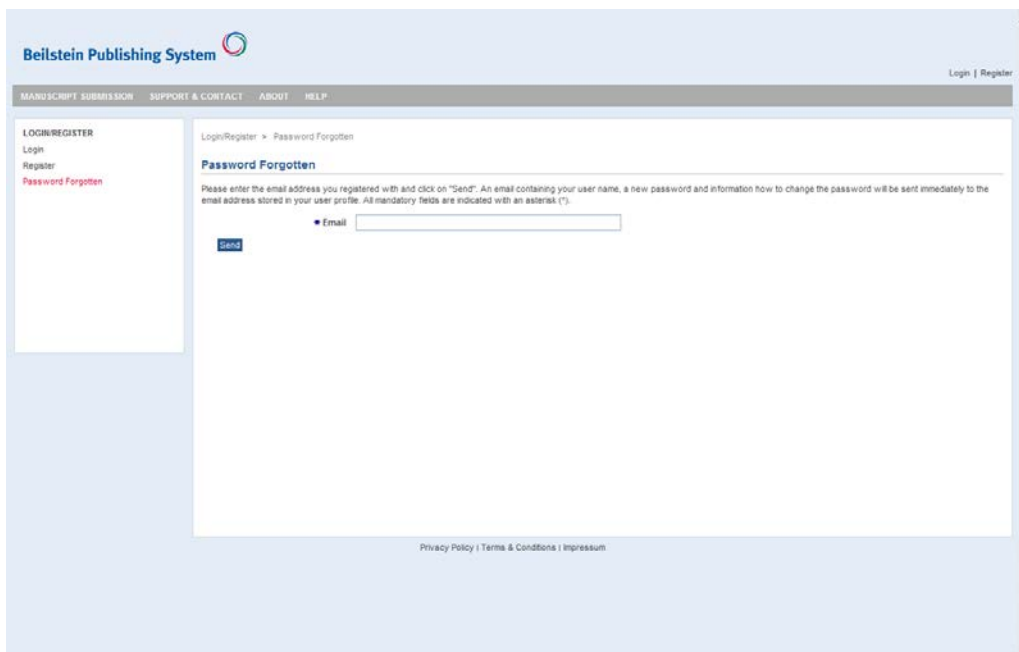 Beilstein Publishing System
Login | Register
MANUSCRIPT SUBMISSION SUPPORT & CONTACT ABOUT HELP
LOGIN/REGISTER
Login
Register
Password Forgotten
Login/Register > Password Forgotten
Password Forgotten
Please enter the email address you registered with and click on "Send". An email containing your user name, a new password and information how to change the password will be sent immediately to the
email address stored in your user profile. All mandatory fields are indicated with an asterisk (*).
* Email
Send
Privacy Policy | Terms & Conditions | Impressum